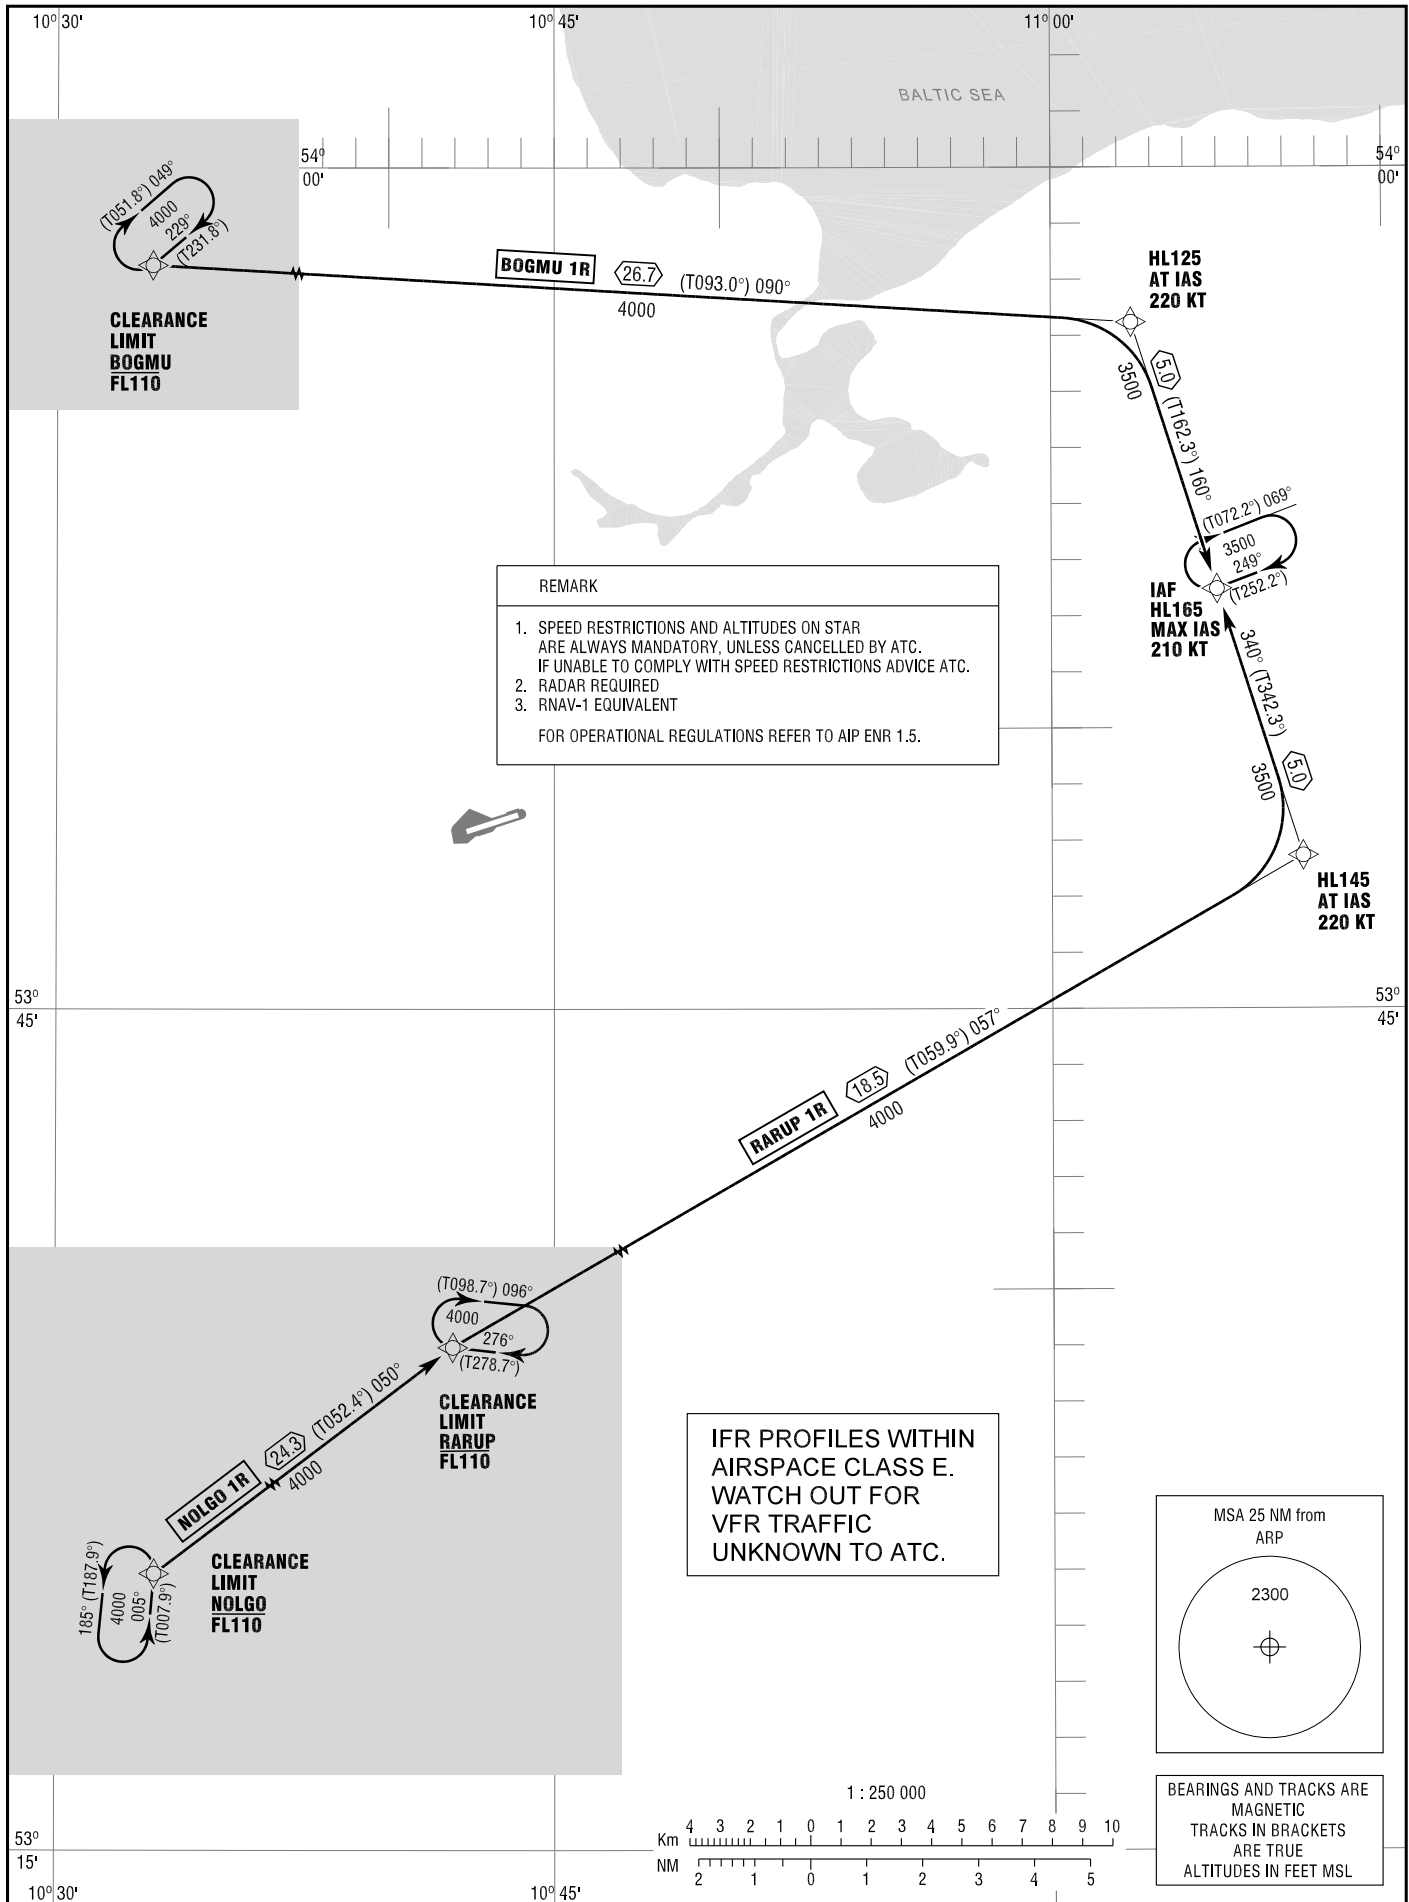 10° 30'
10° 45'
11° 00'
BALTIC SEA
54°
00'
54°
00'
(T051.8°) 049°
4000
229°
(T231.8°)
BOGMU 1R
26.7
(T093.0°) 090°
4000
CLEARANCE
LIMIT
BOGMU
FL110
HL125
AT IAS
220 KT
5.0
(T162.3°) 160°
3500
(T072.2°) 069°
3500
249°
(T252.2°)
IAF
HL165
MAX IAS
210 KT
REMARK
1. SPEED RESTRICTIONS AND ALTITUDES ON STAR
ARE ALWAYS MANDATORY, UNLESS CANCELLED BY ATC.
IF UNABLE TO COMPLY WITH SPEED RESTRICTIONS ADVICE ATC.
2. RADAR REQUIRED
3. RNAV-1 EQUIVALENT
FOR OPERATIONAL REGULATIONS REFER TO AIP ENR 1.5.
340° (T342.3°)
5.0
3500
HL145
AT IAS
220 KT
53°
45'
53°
45'
RARUP 1R
18.5
(T059.9°) 057°
4000
(T098.7°) 096°
4000
276°
(T278.7°)
CLEARANCE
LIMIT
RARUP
FL110
NOLGO 1R
24.3
(T052.4°) 050°
4000
185° (T187.9°)
4000
005°
(T007.9°)
CLEARANCE
LIMIT
NOLGO
FL110
IFR PROFILES WITHIN
AIRSPACE CLASS E.
WATCH OUT FOR
VFR TRAFFIC
UNKNOWN TO ATC.
MSA 25 NM from
ARP
2300
1 : 250 000
Km 4 3 2 1 0 1 2 3 4 5 6 7 8 9 10
NM 2 1 0 1 2 3 4 5
BEARINGS AND TRACKS ARE
MAGNETIC
TRACKS IN BRACKETS
ARE TRUE
ALTITUDES IN FEET MSL
53°
15'
10° 30'
10° 45'